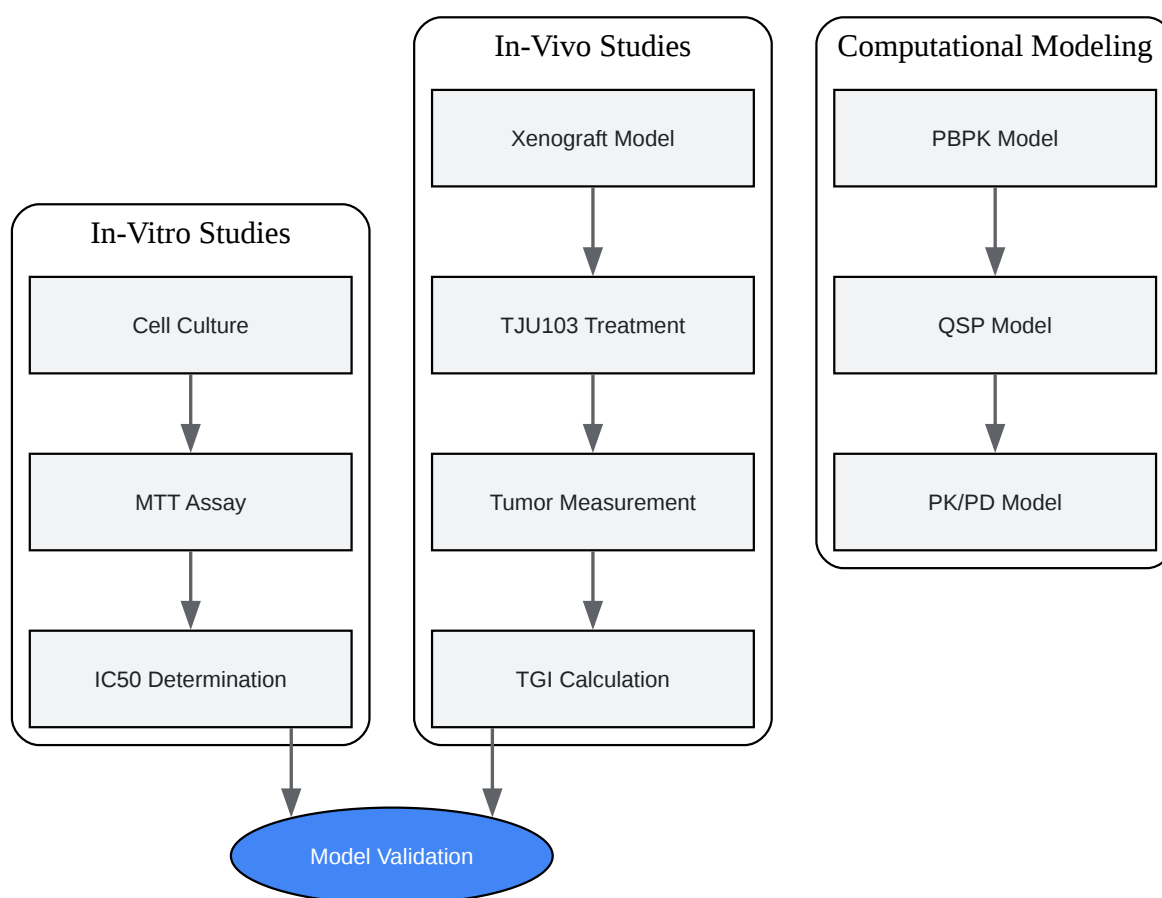 In-Vitro Studies
Cell Culture
MTT Assay
IC50 Determination
In-Vivo Studies
Xenograft Model
TJU103 Treatment
Tumor Measurement
TGI Calculation
Computational Modeling
PBPK Model
QSP Model
PK/PD Model
Model Validation